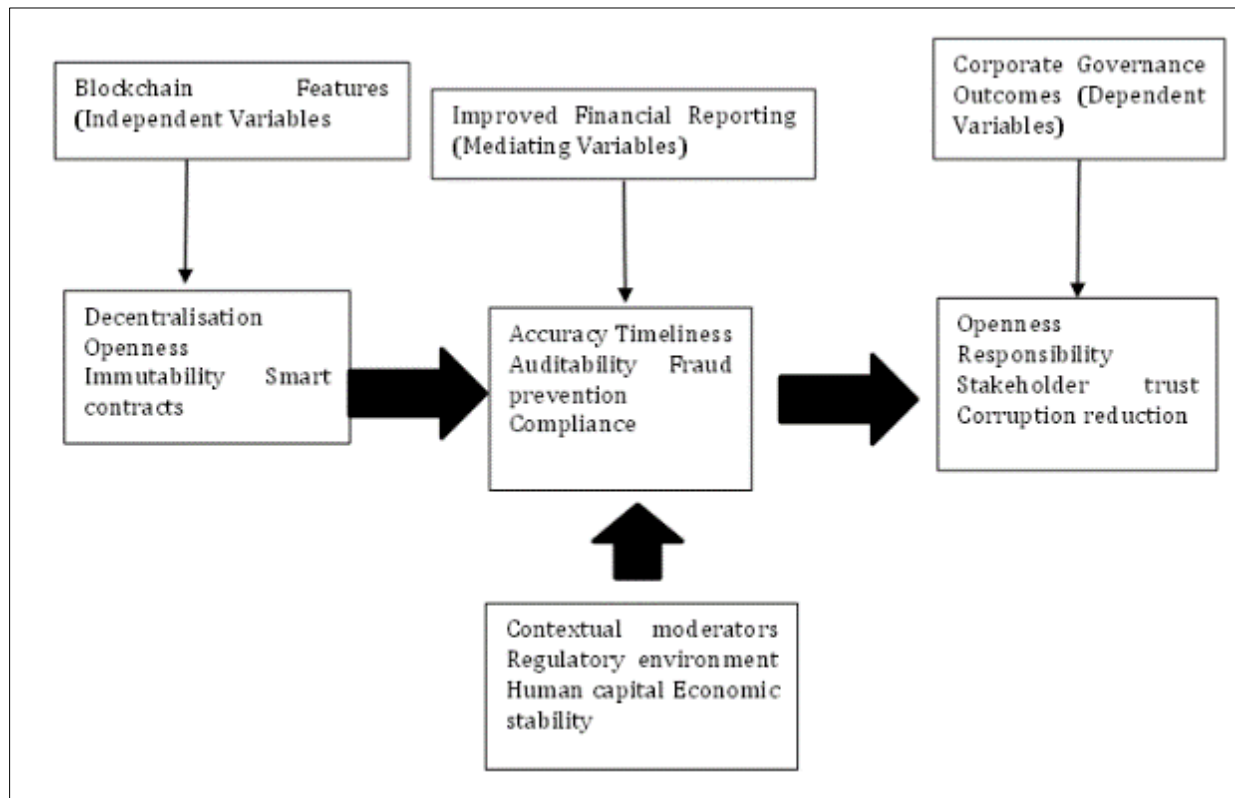 Blockchain Features
(Independent Variables
Improved Financial Reporting
(Mediating Variables)
Corporate Governance
Outcomes (Dependent
Variables)
Decentralisation
Openness
Immutability Smart
contracts
Accuracy Timeliness
Auditability Fraud
prevention
Compliance
Openness
Responsibility
Stakeholder trust
Corruption reduction
Contextual moderators
Regulatory environment
Human capital Economic
stability